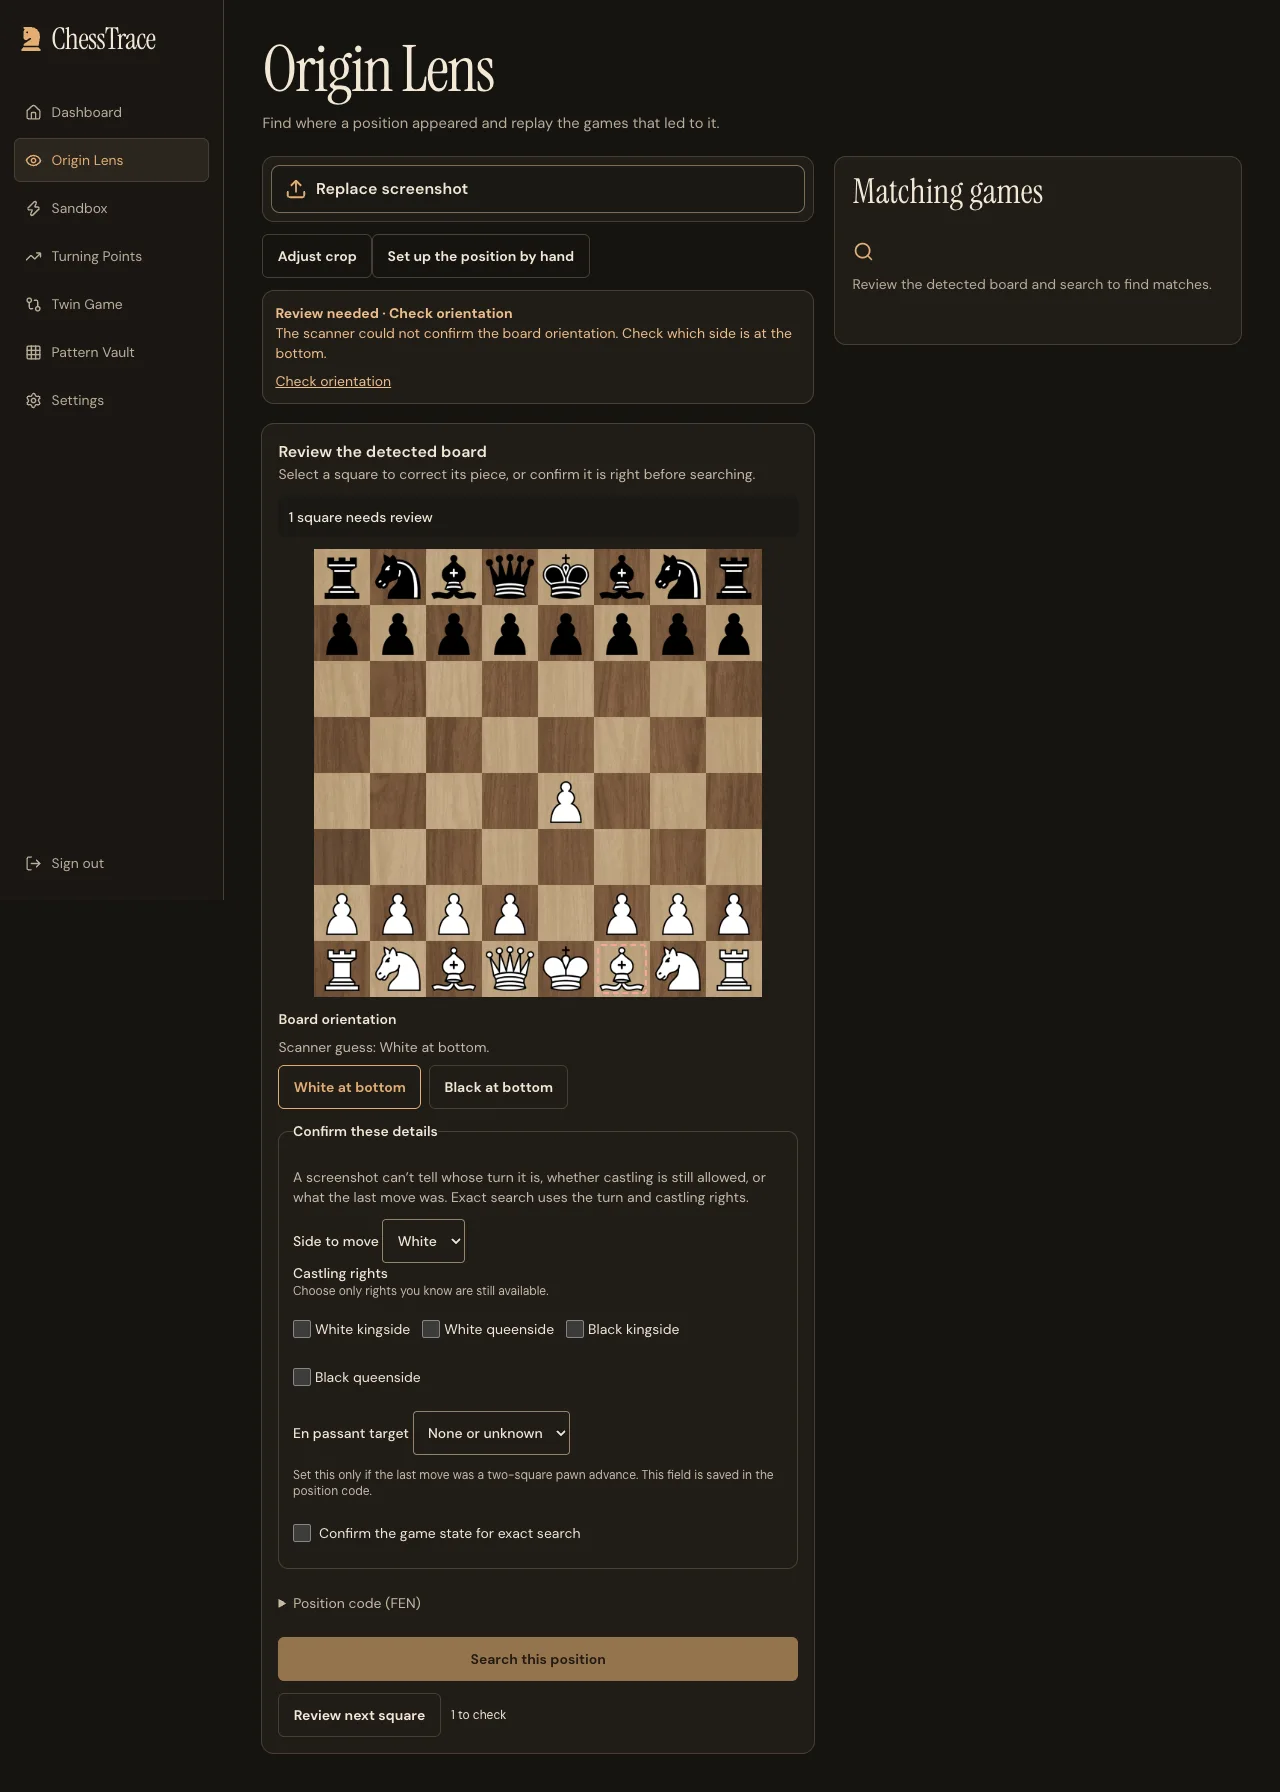 ChessTrace
Dashboard
Origin Lens
Sandbox
Turning Points
Twin Game
Pattern Vault
Settings
Sign out
Origin Lens
Find where a position appeared and replay the games that led to it.
Replace screenshot
Adjust crop
Set up the position by hand
Review needed · Check orientation
The scanner could not confirm the board orientation. Check which side is at the
bottom.
Check orientation
Review the detected board
Select a square to correct its piece, or confirm it is right before searching.
1 square needs review
Board orientation
Scanner guess: White at bottom.
White at bottom
Black at bottom
Confirm these details
A screenshot can’t tell whose turn it is, whether castling is still allowed, or
what the last move was. Exact search uses the turn and castling rights.
Side to move White
Castling rights
Choose only rights you know are still available.
White kingside White queenside Black kingside
Black queenside
En passant target None or unknown
Set this only if the last move was a two-square pawn advance. This field is saved in the
position code.
Confirm the game state for exact search
Position code (FEN)
Search this position
Review next square 1 to check
Matching games
Review the detected board and search to find matches.